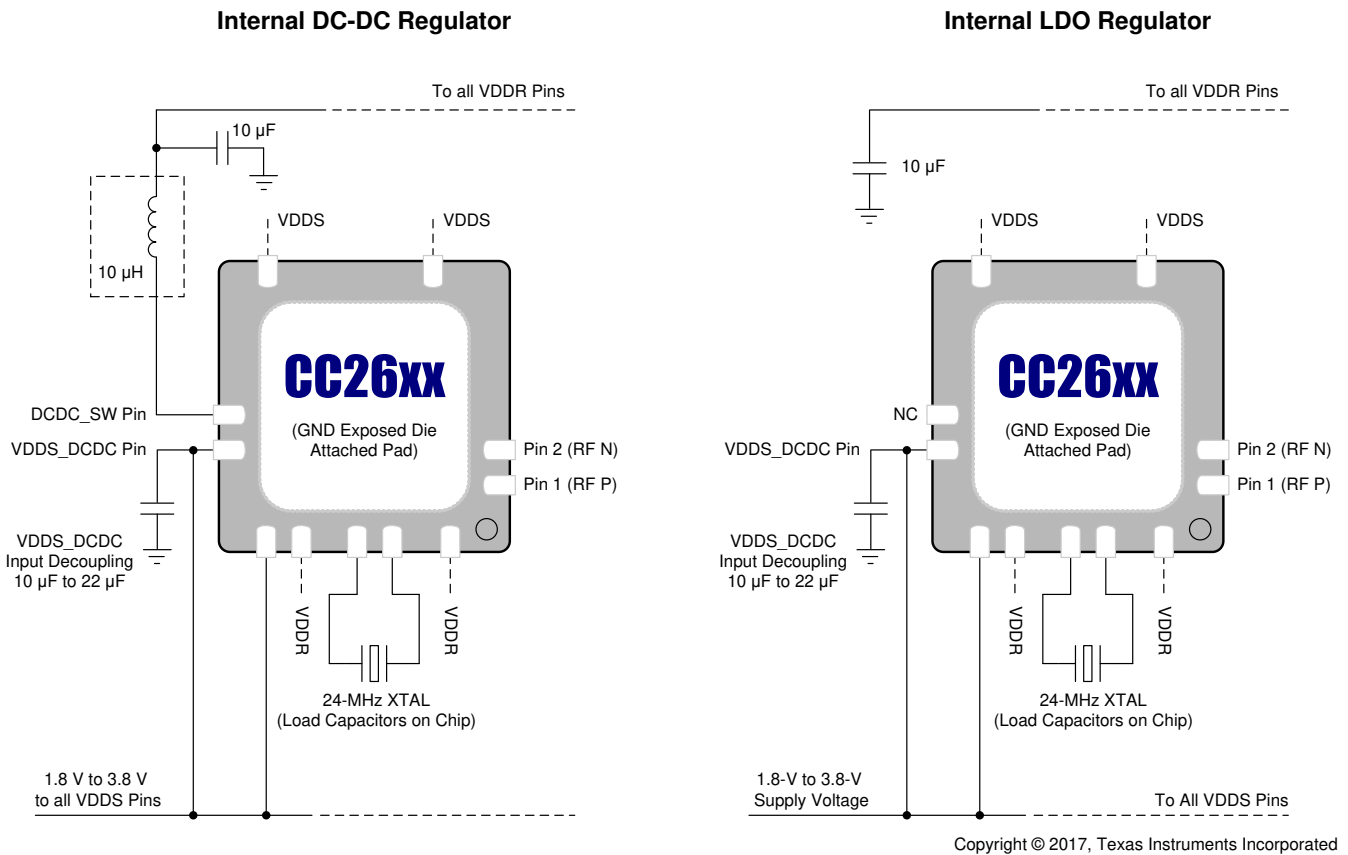 Internal DC-DC Regulator
To all VDDR Pins
10 µF
10 µH
VDDS
VDDS
CC26xx
(GND Exposed Die
Attached Pad)
DCDC_SW Pin
VDDS_DCDC Pin
Pin 2 (RF N)
Pin 1 (RF P)
VDDS_DCDC
Input Decoupling
10 µF to 22 µF
VDDR
VDDR
24-MHz XTAL
(Load Capacitors on Chip)
1.8 V to 3.8 V
to all VDDS Pins
Internal LDO Regulator
To all VDDR Pins
10 µF
VDDS
VDDS
CC26xx
(GND Exposed Die
Attached Pad)
NC
VDDS_DCDC Pin
Pin 2 (RF N)
Pin 1 (RF P)
VDDS_DCDC
Input Decoupling
10 µF to 22 µF
VDDR
VDDR
24-MHz XTAL
(Load Capacitors on Chip)
1.8-V to 3.8-V
Supply Voltage
To All VDDS Pins
Copyright © 2017, Texas Instruments Incorporated